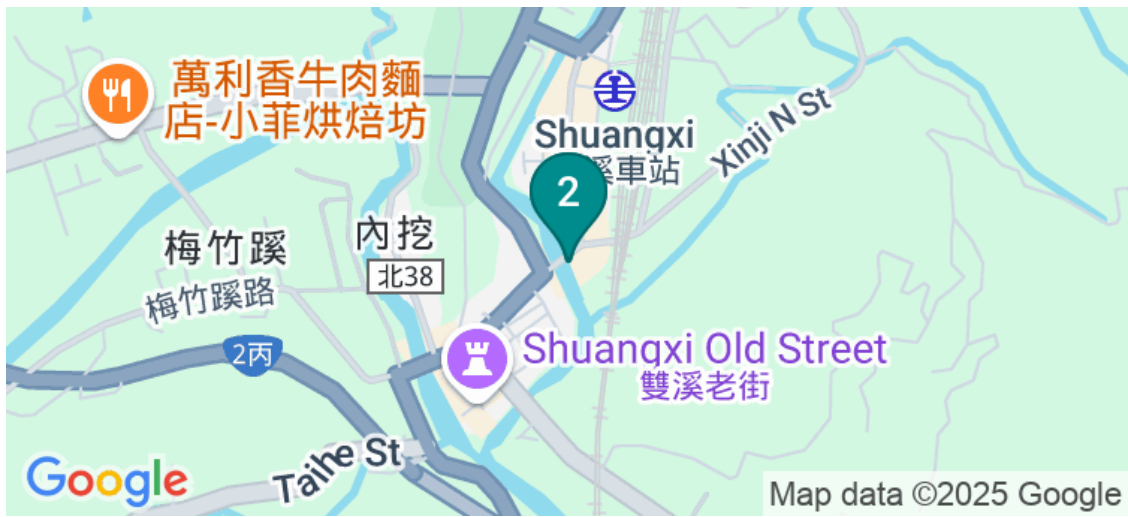 萬利香牛肉麵
店-小菲烘焙坊
Shuangxi
溪車站
Xinji N St
2
內挖
梅竹蹊
北38
梅竹蹊路
2丙
Shuangxi Old Street
雙溪老街
Taihe St
Google
Map data ©2025 Google